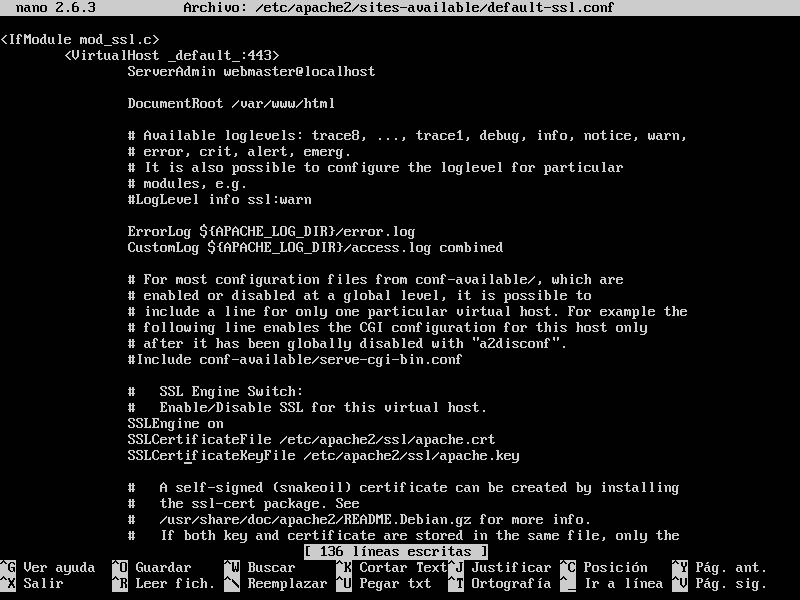 nano 2.6.3 Archivo: /etc/apache2/sites-available/default-ssl.conf
<IfModule mod_ssl.c>
<VirtualHost _default_:443>
ServerAdmin webmaster@localhost
DocumentRoot /var/www/html
# Available loglevels: trace8, ..., trace1, debug, info, notice, warn,
# error, crit, alert, emerg.
# It is also possible to configure the loglevel for particular
# modules, e.g.
#LogLevel info ssl:warn
ErrorLog ${APACHE_LOG_DIR}/error.log
CustomLog ${APACHE_LOG_DIR}/access.log combined
# For most configuration files from conf-available/, which are
# enabled or disabled at a global level, it is possible to
# include a line for only one particular virtual host. For example the
# following line enables the CGI configuration for this host only
# after it has been globally disabled with "a2disconf".
#Include conf-available/serve-cgi-bin.conf
#   SSL Engine Switch:
#   Enable/Disable SSL for this virtual host.
SSLEngine on
SSLCertificateFile /etc/apache2/ssl/apache.crt
SSLCertificateKeyFile /etc/apache2/ssl/apache.key
#   A self-signed (snakeoil) certificate can be created by installing
#   the ssl-cert package. See
#   /usr/share/doc/apache2/README.Debian.gz for more info.
#   If both key and certificate are stored in the same file, only the
[ 136 líneas escritas ]
^G Ver ayuda ^O Guardar ^W Buscar ^K Cortar Text ^J Justificar ^C Posición ^Y Pág. ant.
^X Salir ^R Leer fich. ^\ Reemplazar ^U Pegar txt ^T Ortografía ^_ Ir a línea ^V Pág. sig.